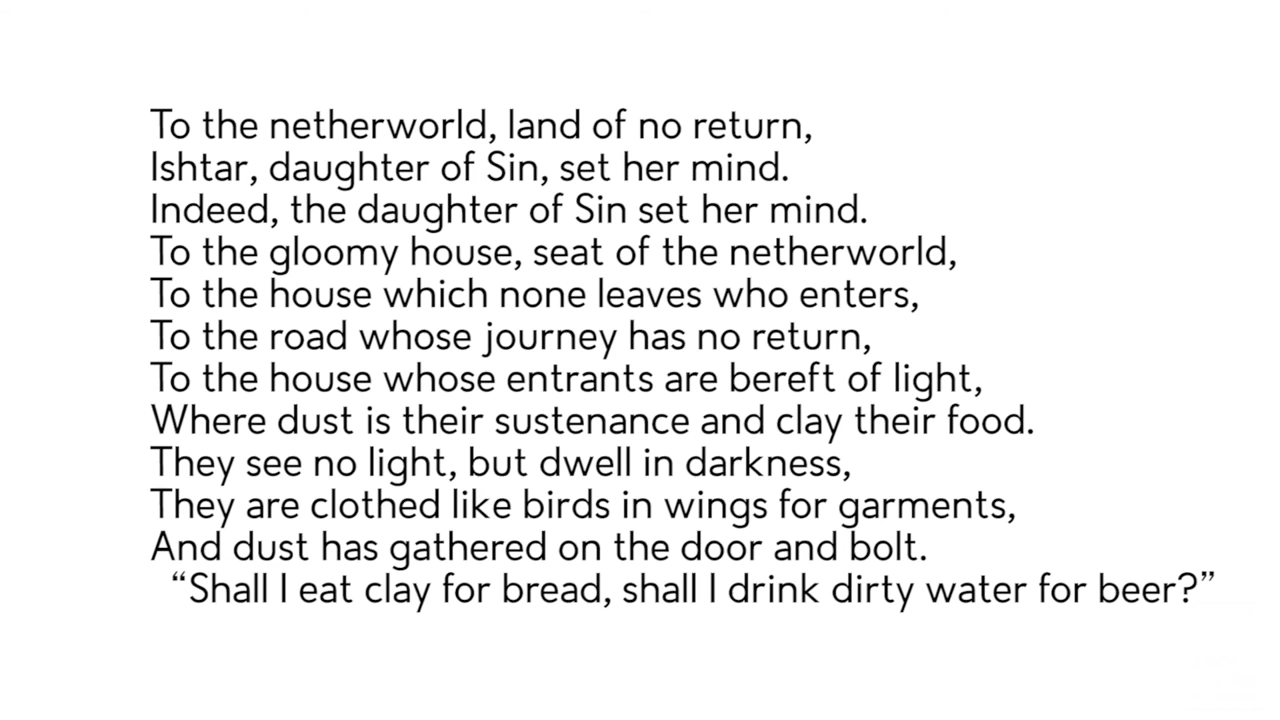 To the netherworld, land of no return,
Ishtar, daughter of Sin, set her mind.
Indeed, the daughter of Sin set her mind.
To the gloomy house, seat of the netherworld,
To the house which none leaves who enters,
To the road whose journey has no return,
To the house whose entrants are bereft of light,
Where dust is their sustenance and clay their food.
They see no light, but dwell in darkness,
They are clothed like birds in wings for garments,
And dust has gathered on the door and bolt.
“Shall I eat clay for bread, shall I drink dirty water for beer?”